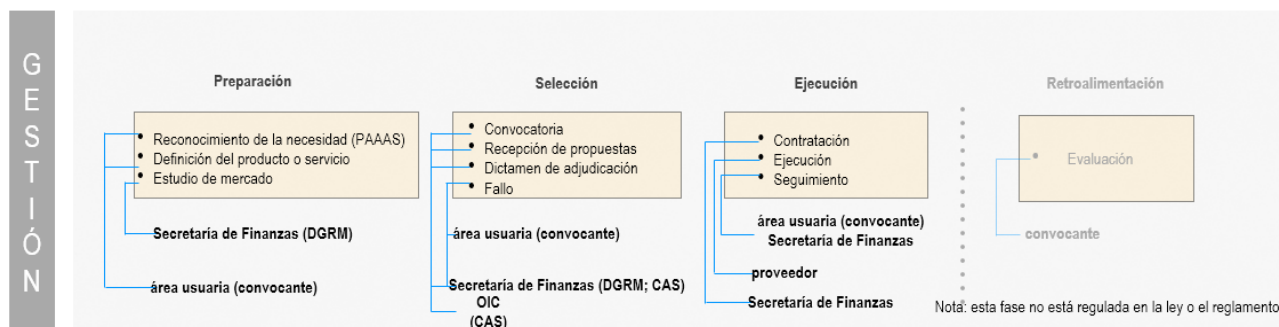 GESTIÓN
Preparación
• Reconocimiento de la necesidad (PAAAS)
• Definición del producto o servicio
• Estudio de mercado
Secretaría de Finanzas (DGRM)
área usuaria (convocante)
Selección
• Convocatoria
• Recepción de propuestas
• Dictamen de adjudicación
• Fallo
área usuaria (convocante)
Secretaría de Finanzas (DGRM; CAS)
OIC
(CAS)
Ejecución
• Contratación
• Ejecución
• Seguimiento
área usuaria (convocante)
Secretaría de Finanzas
proveedor
Secretaría de Finanzas
Retroalimentación
• Evaluación
convocante
Nota: esta fase no está regulada en la ley o el reglamento